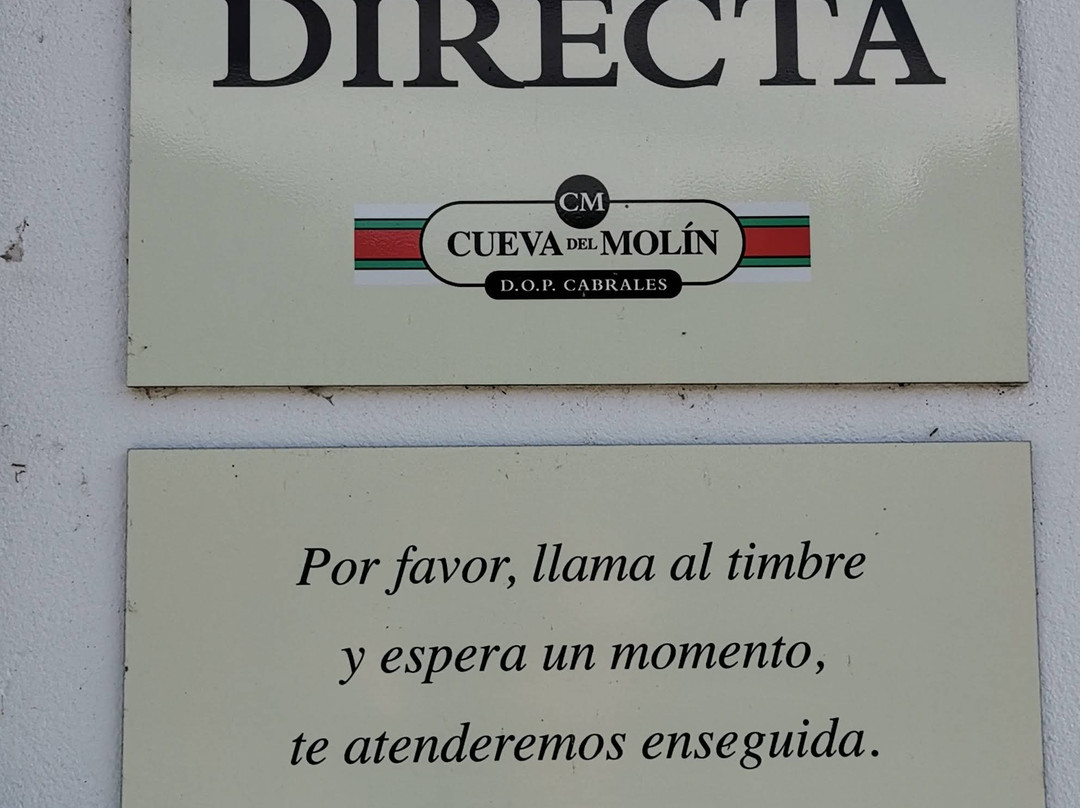 DIRECTA
CM
CUEVA DEL MOLÍN
D.O.P. CABRALES
Por favor, llama al timbre
y espera un momento,
te atenderemos enseguida.